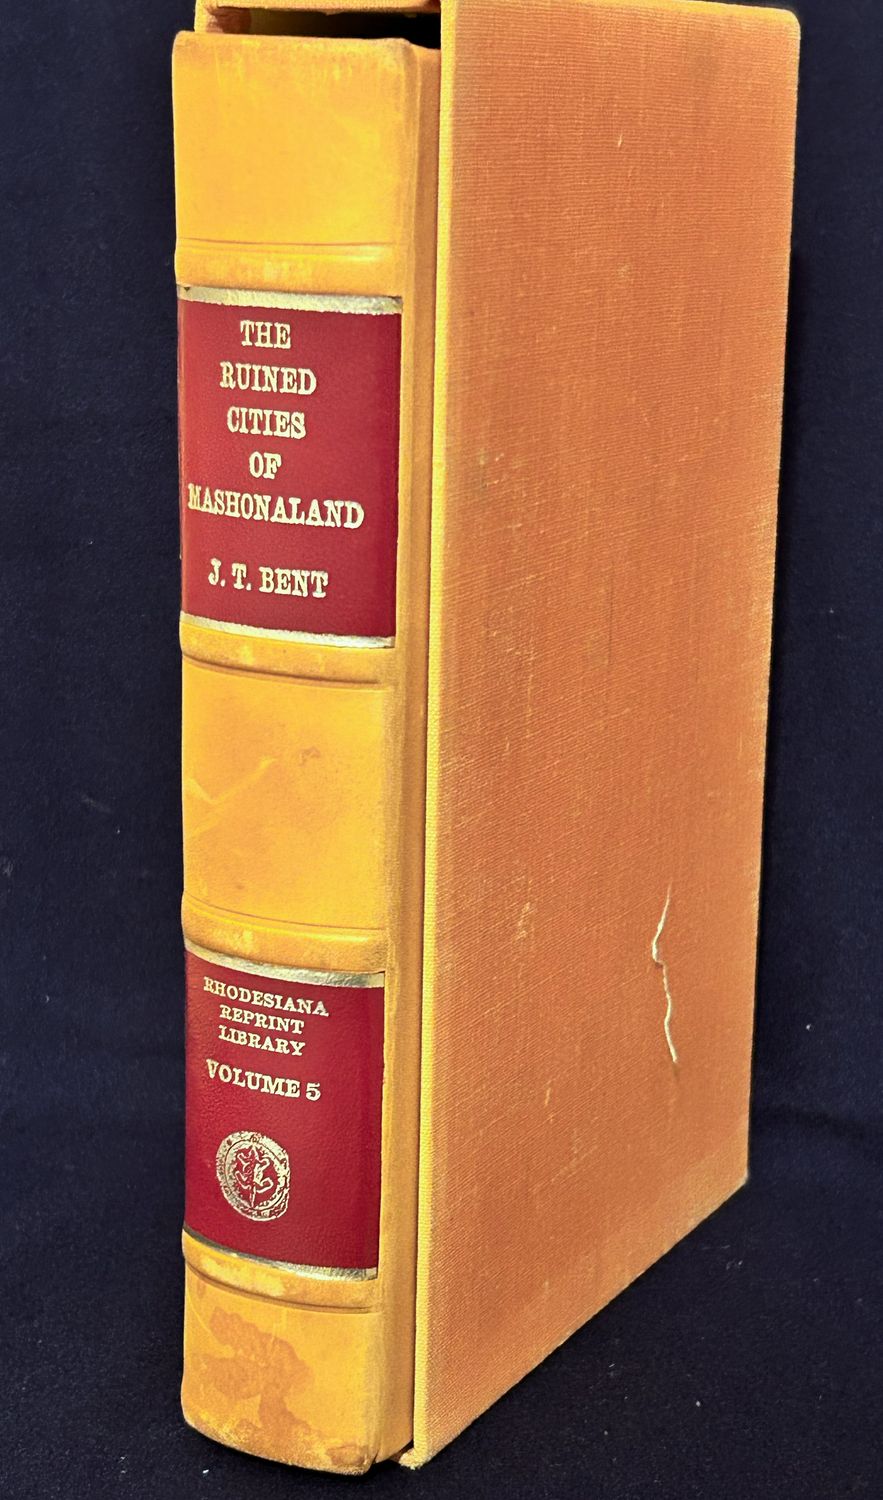 THE
RUINED
CITIES
OF
MASHONALAND
J. T. BENT
RHODESIANA
REPRINT
LIBRARY
VOLUME 5